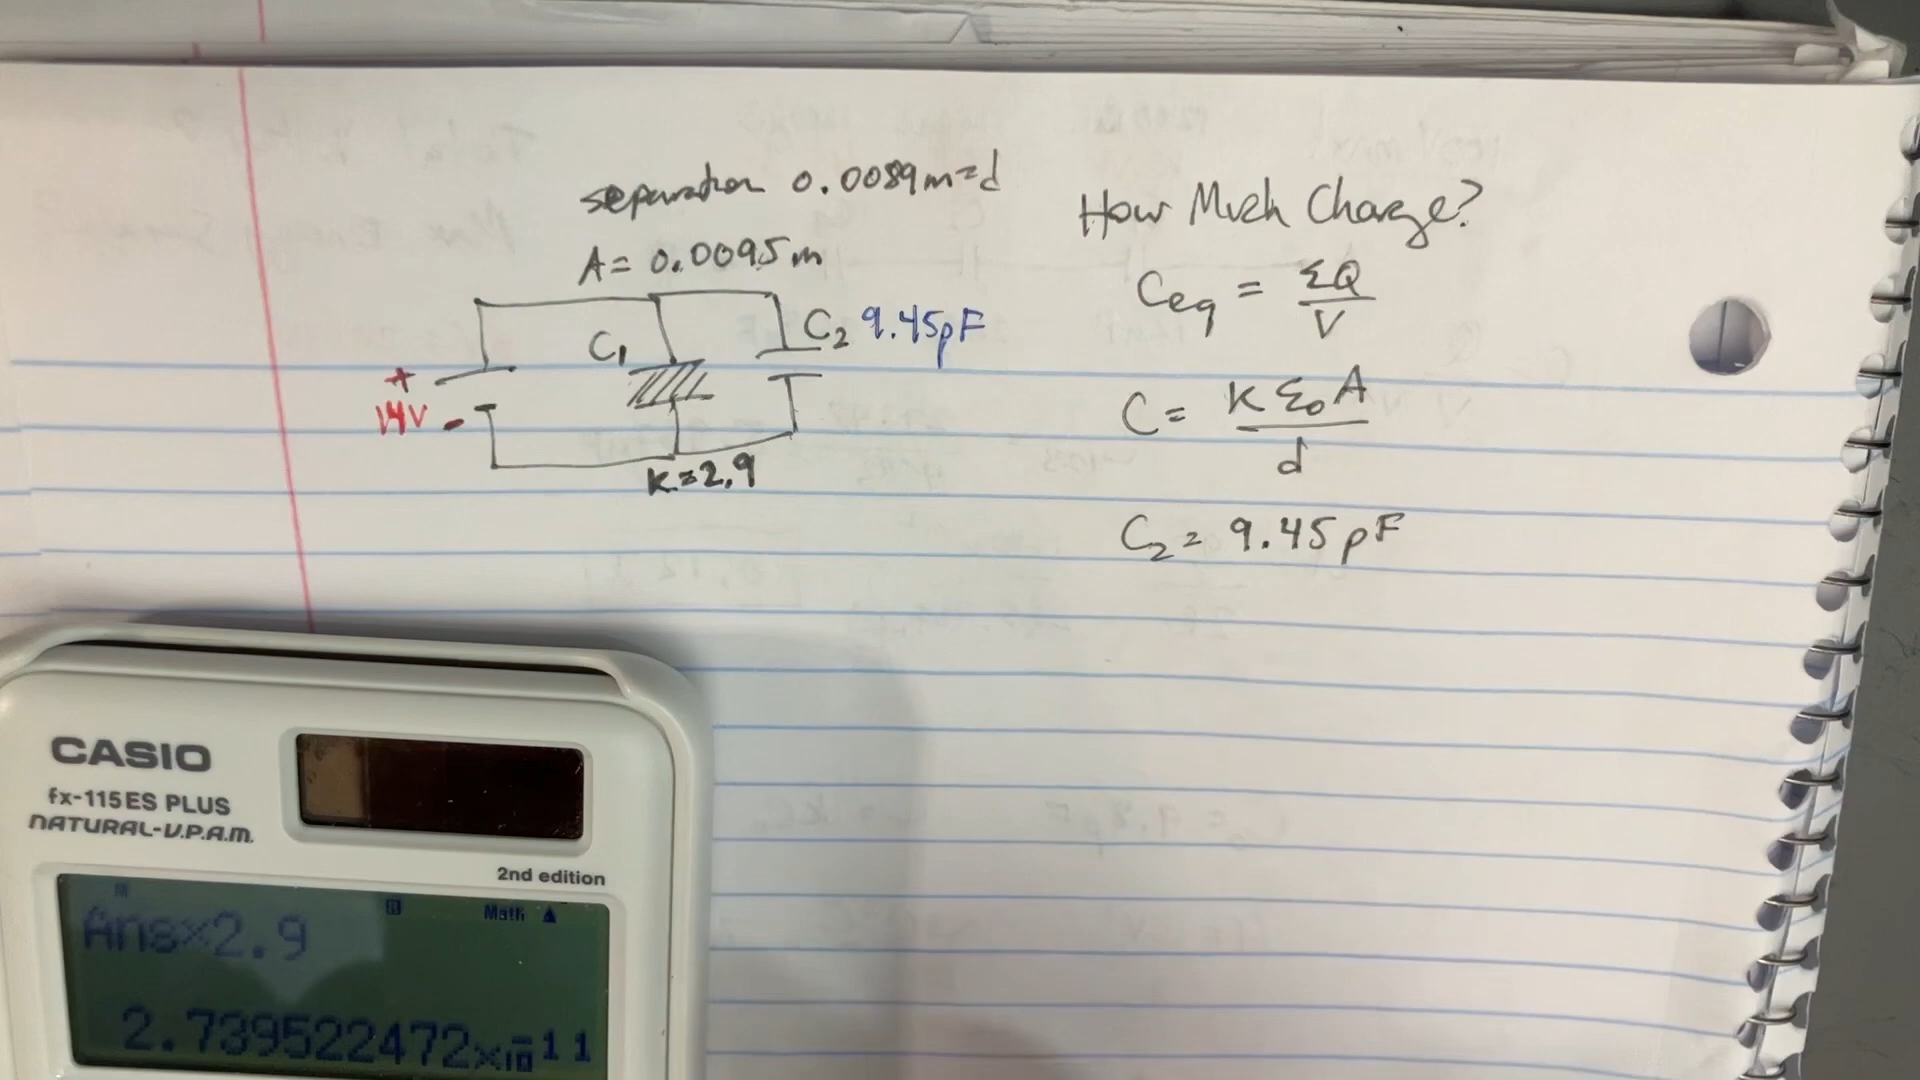 separation 0.0089m=d
A= 0.0095m
How Much Charge?
Ceq = ΣQ/V
C₁
C₂ 9.45pF
+
14V -
K=2.9
C= Kε₀A/d
C₂= 9.45pF
CASIO
fx-115ES PLUS
NATURAL-V.P.A.M.
2nd edition
Math ▲
Ans×2.9
2.739522472×10⁻¹¹